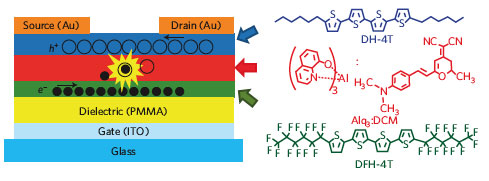 Source (Au)
Drain (Au)
h+
e−
Dielectric (PMMA)
Gate (ITO)
Glass
S
S
S
S
DH-4T
O
N
Al
3
:
NC
CN
H₃C
N
CH₃
O
CH₃
Alq₃:DCM
F F F F F F
F F F F F F F
S
S
S
S
F F F F F F
F F F F F F F
DFH-4T